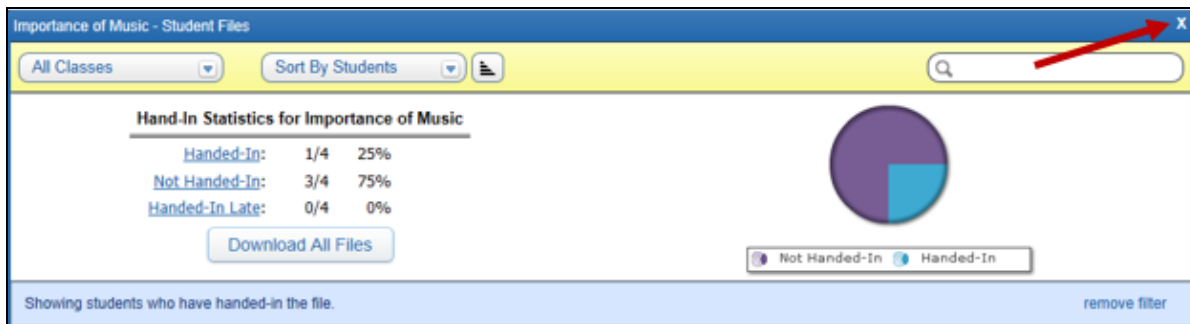 Importance of Music - Student Files X
All Classes Sort By Students
Hand-In Statistics for Importance of Music
Handed-In: 1/4 25%
Not Handed-In: 3/4 75%
Handed-In Late: 0/4 0%
Download All Files
Not Handed-In Handed-In
Showing students who have handed-in the file. remove filter